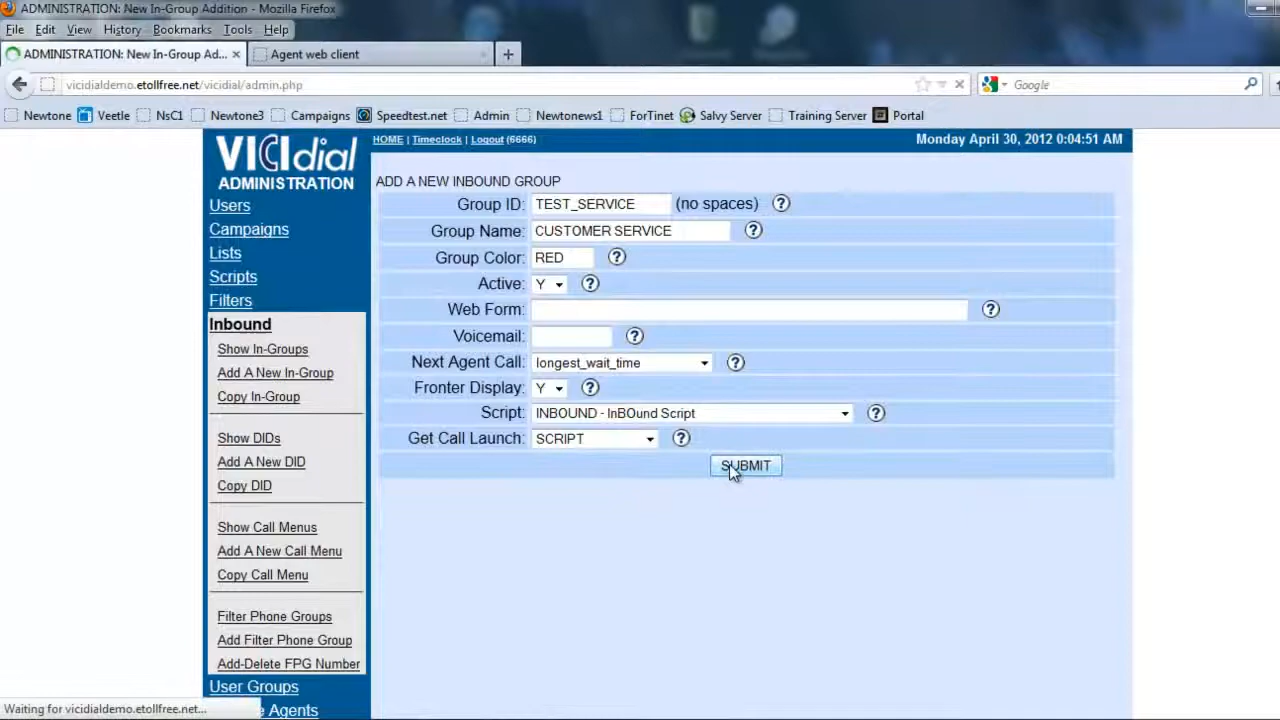 ADMINISTRATION: New In-Group Addition - Mozilla Firefox
File Edit View History Bookmarks Tools Help
ADMINISTRATION: New In-Group Ad... × Agent web client
vicidialdemo.etollfree.net/vicidial/admin.php Google
Newtone Veetle NsC1 Newtone3 Campaigns Speedtest.net Admin Newtonews1 ForTinet Salvy Server Training Server Portal
VICIdial
ADMINISTRATION
HOME | Timeclock | Logout (6666) Monday April 30, 2012 0:04:51 AM
Users
Campaigns
Lists
Scripts
Filters
Inbound
Show In-Groups
Add A New In-Group
Copy In-Group
Show DIDs
Add A New DID
Copy DID
Show Call Menus
Add A New Call Menu
Copy Call Menu
Filter Phone Groups
Add Filter Phone Group
Add-Delete FPG Number
User Groups
Agents
ADD A NEW INBOUND GROUP
Group ID: TEST_SERVICE (no spaces) ?
Group Name: CUSTOMER SERVICE ?
Group Color: RED ?
Active: Y ?
Web Form: ?
Voicemail: ?
Next Agent Call: longest_wait_time ?
Fronter Display: Y ?
Script: INBOUND - InBOund Script ?
Get Call Launch: SCRIPT ?
SUBMIT
Waiting for vicidialdemo.etollfree.net...